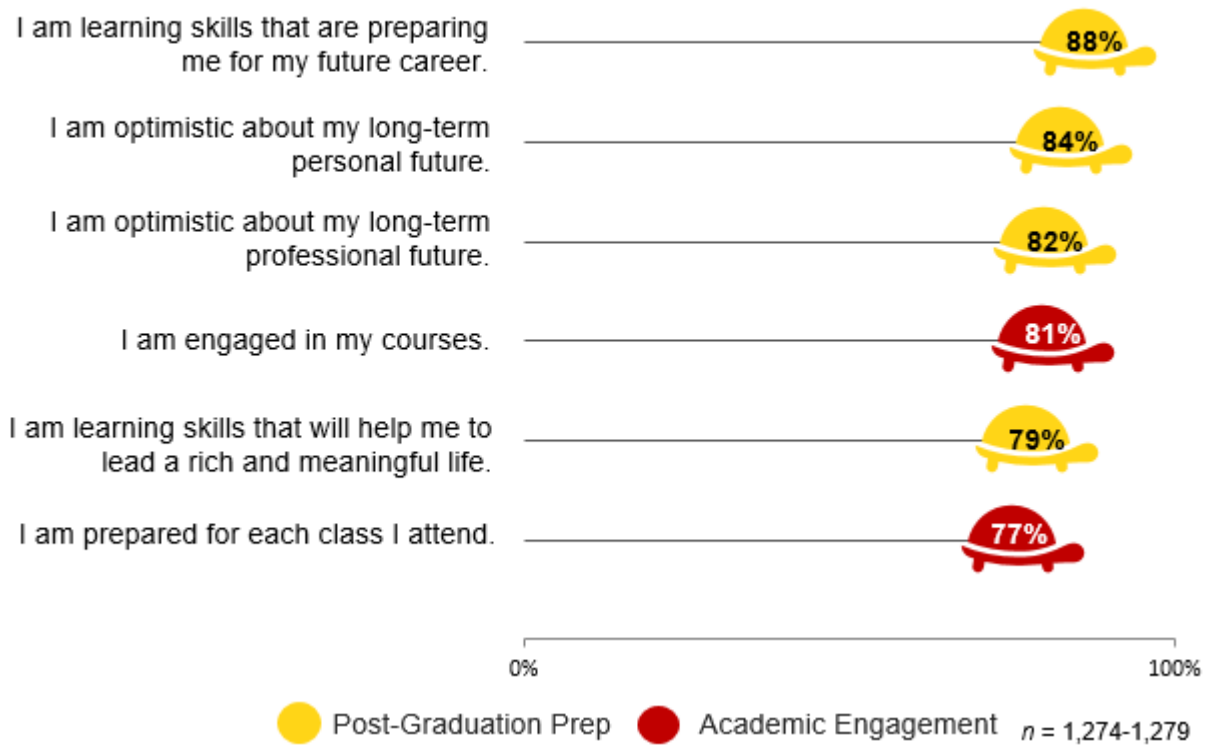 I am learning skills that are preparing
me for my future career.
88%
I am optimistic about my long-term
personal future.
84%
I am optimistic about my long-term
professional future.
82%
I am engaged in my courses.
81%
I am learning skills that will help me to
lead a rich and meaningful life.
79%
I am prepared for each class I attend.
77%
0%
100%
Post-Graduation Prep
Academic Engagement
n = 1,274-1,279